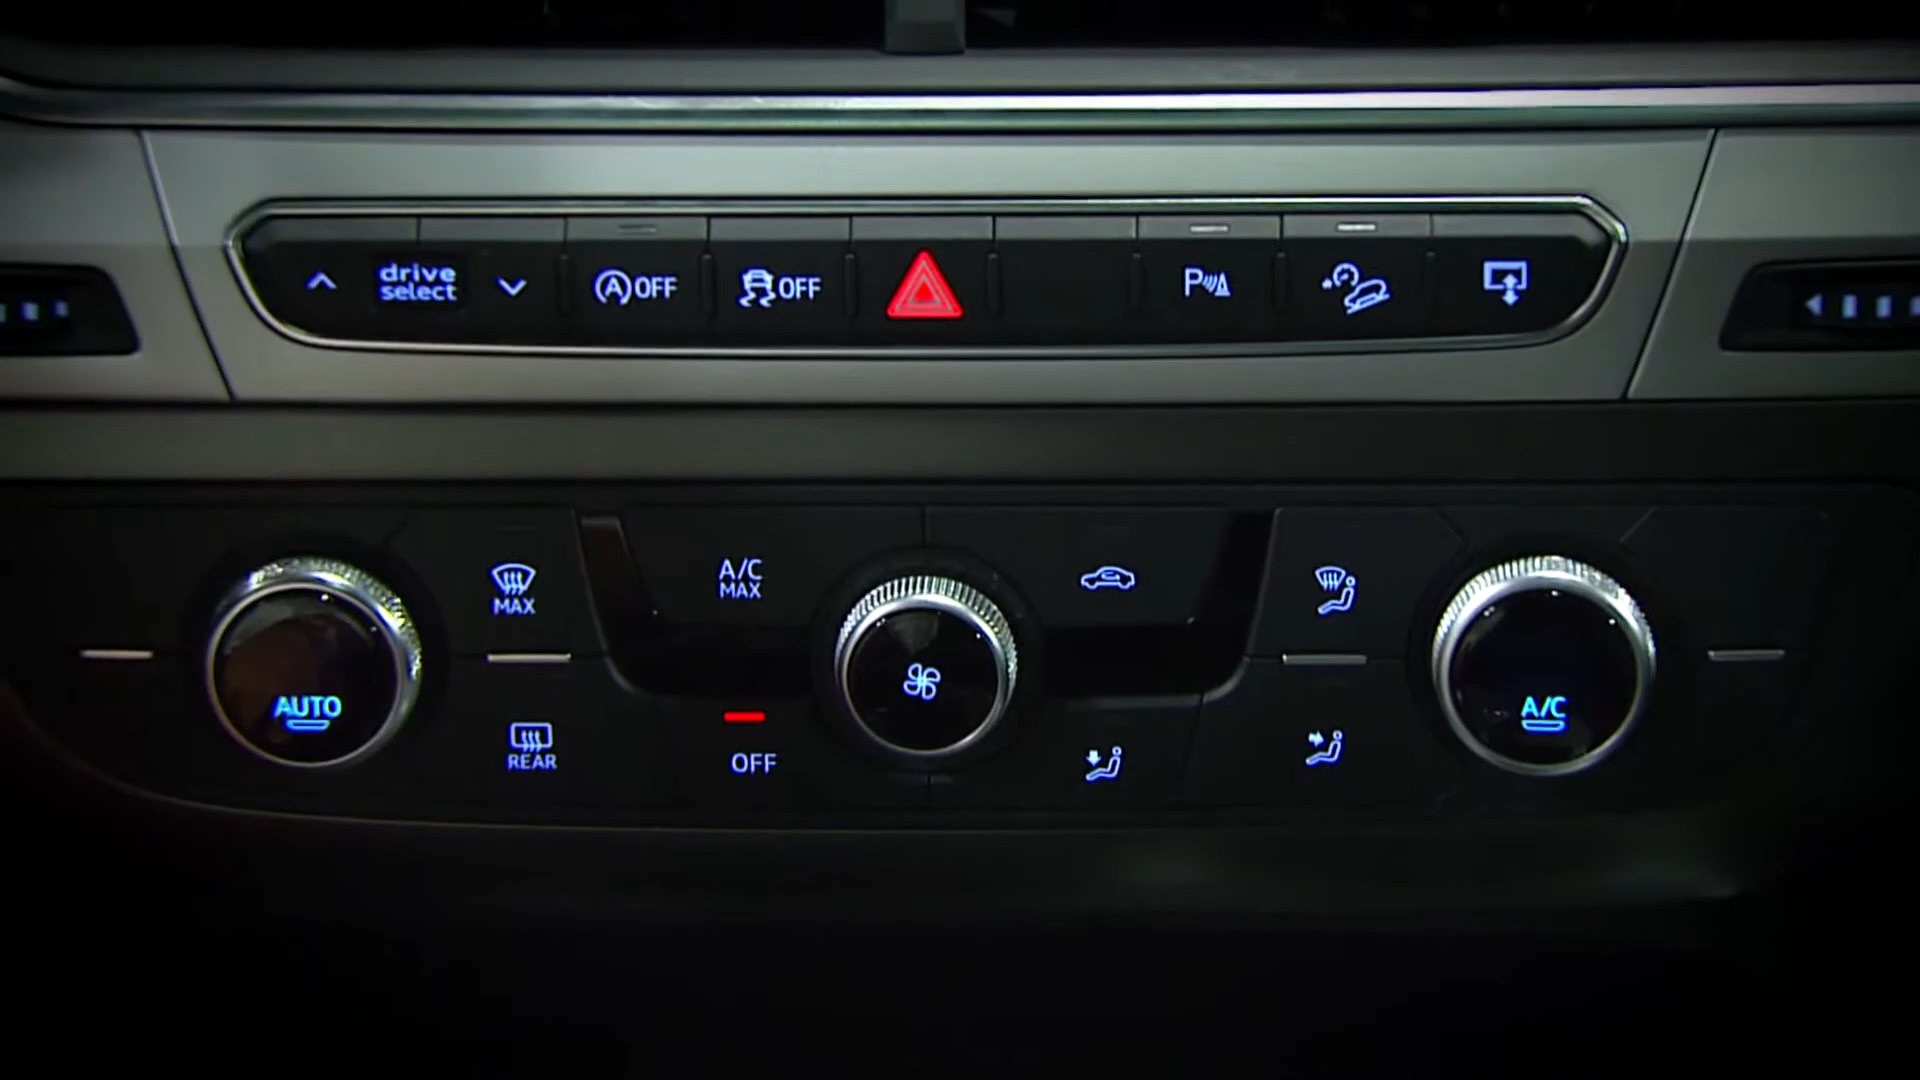 drive
select
(A)OFF
OFF
P
MAX
A/C
MAX
AUTO
REAR
OFF
A/C